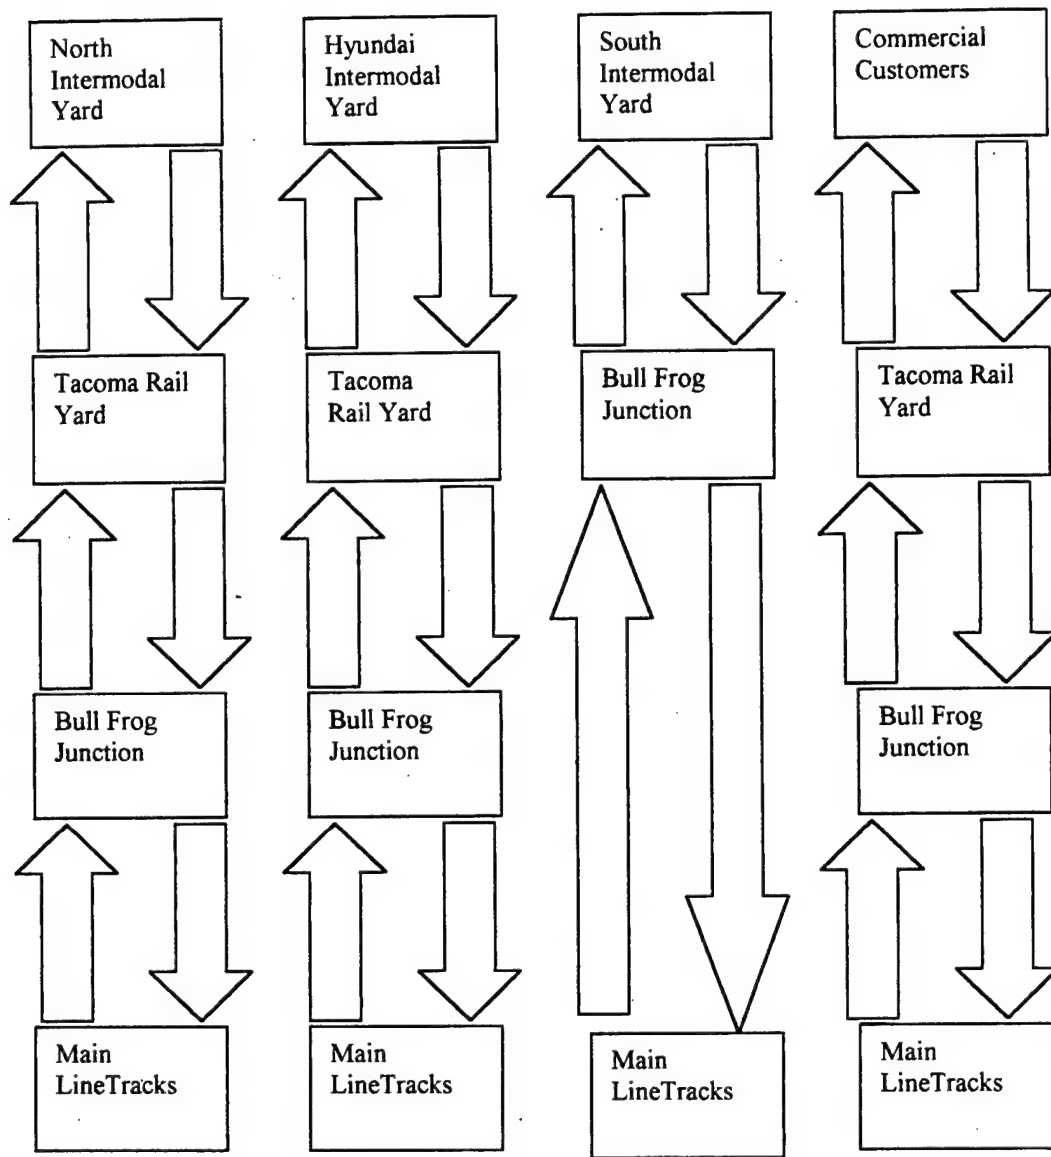 North
Intermodal
Yard
Hyundai
Intermodal
Yard
South
Intermodal
Yard
Commercial
Customers
Tacoma Rail
Yard
Tacoma
Rail Yard
Bull Frog
Junction
Tacoma Rail
Yard
Bull Frog
Junction
Bull Frog
Junction
Bull Frog
Junction
Main
LineTracks
Main
LineTracks
Main
LineTracks
Main
LineTracks